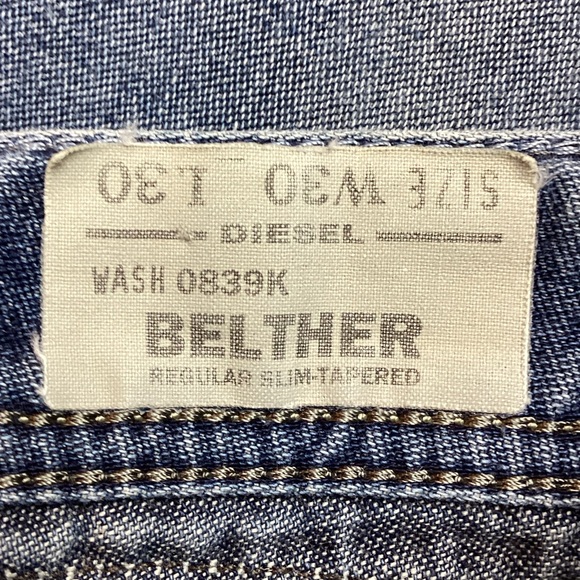 SIZE W30 L30
DIESEL
WASH 0839K
BELTHER
REGULAR SLIM-TAPERED